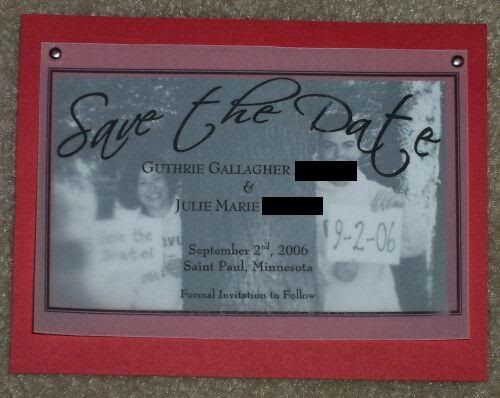 Save the Date
GUTHRIE GALLAGHER
&
JULIE MARIE
September 2nd, 2006
Saint Paul, Minnesota
Formal Invitation to Follow
the
9-2-06